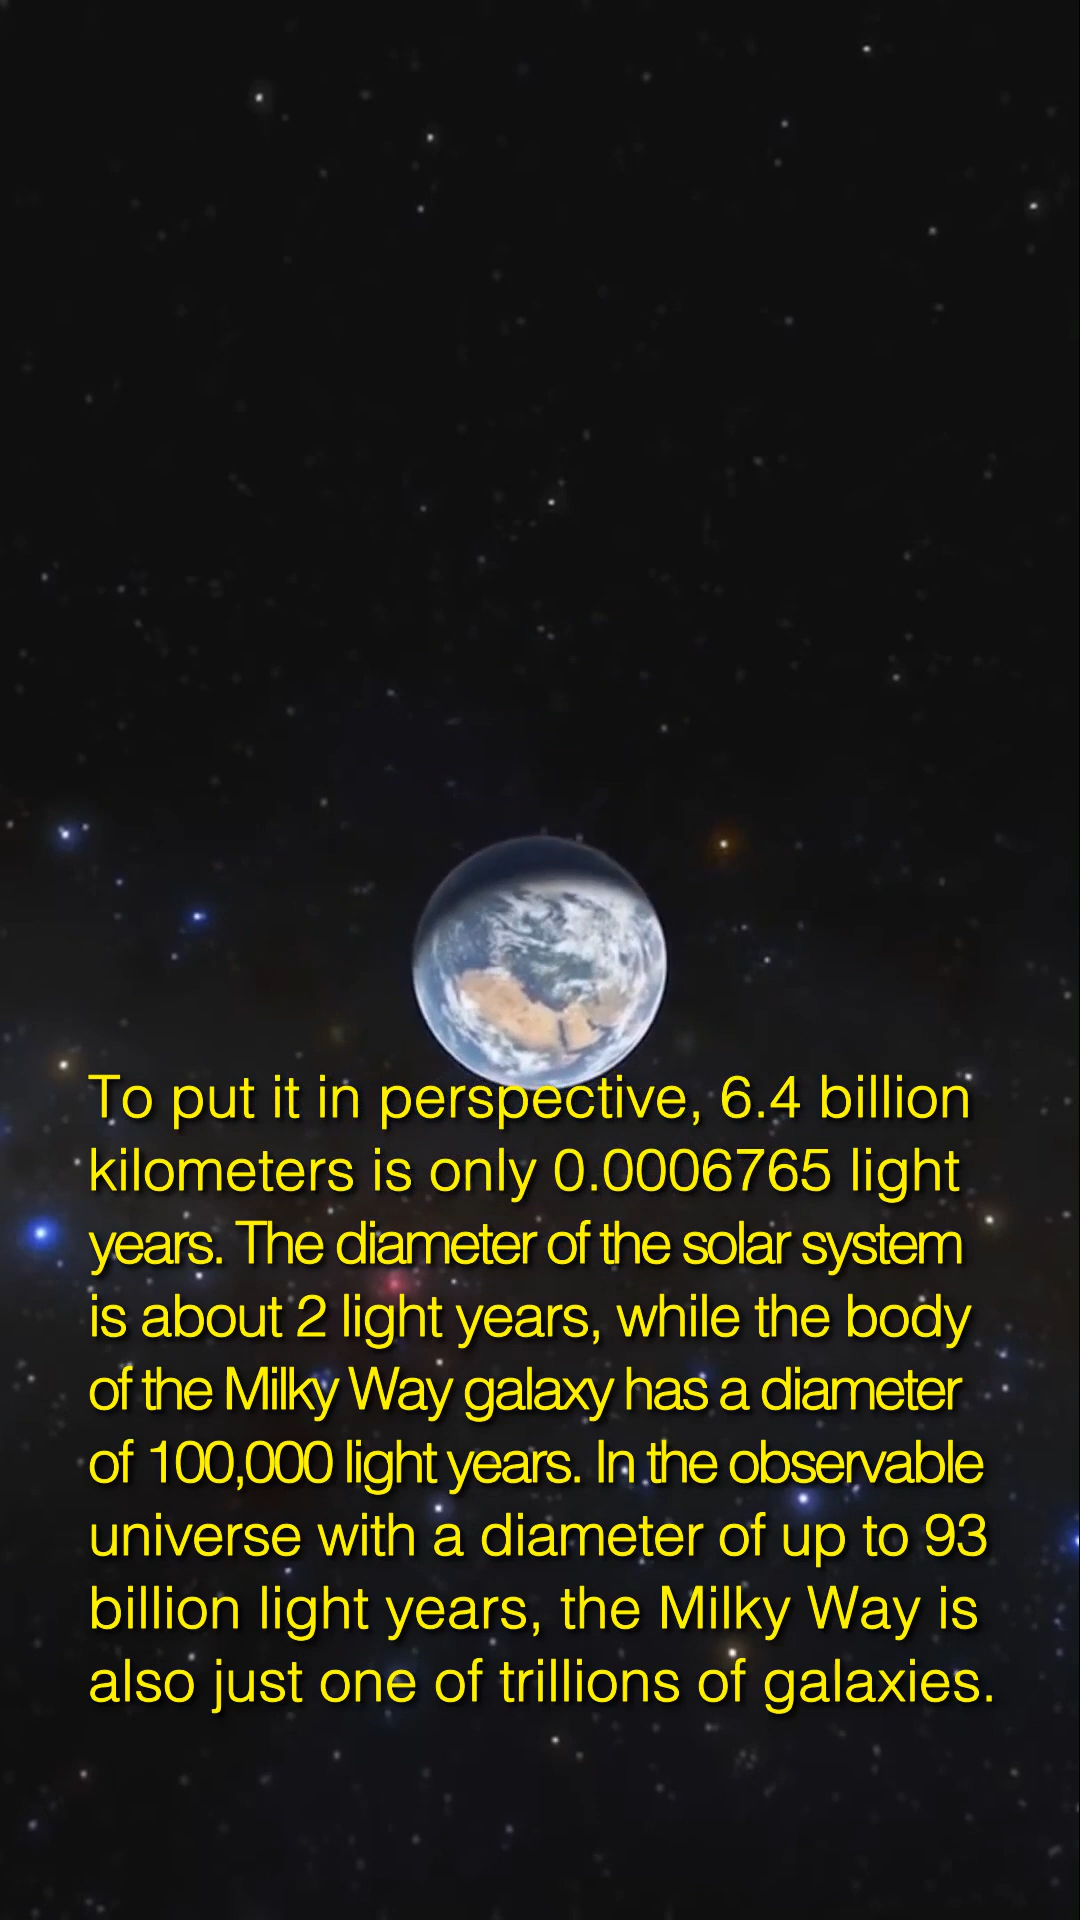 To put it in perspective, 6.4 billion
kilometers is only 0.0006765 light
years. The diameter of the solar system
is about 2 light years, while the body
of the Milky Way galaxy has a diameter
of 100,000 light years. In the observable
universe with a diameter of up to 93
billion light years, the Milky Way is
also just one of trillions of galaxies.